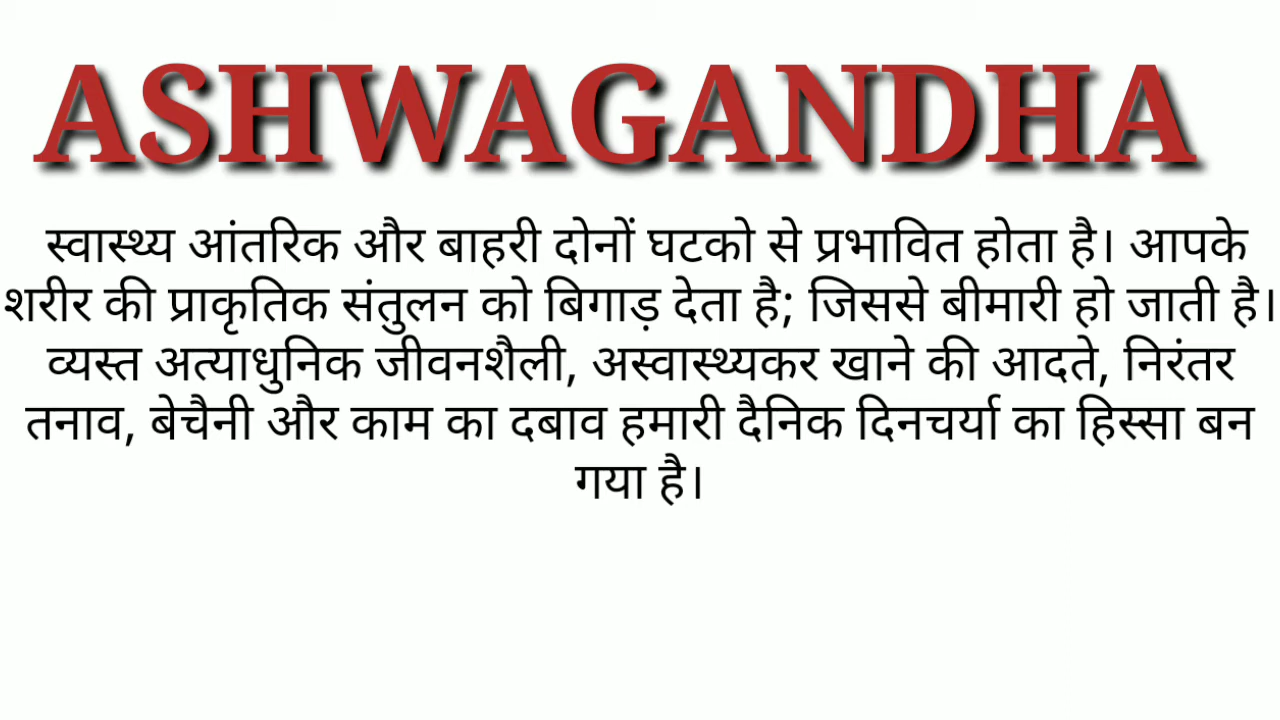 ASHWAGANDHA
स्वास्थ्य आंतरिक और बाहरी दोनों घटको से प्रभावित होता है। आपके
शरीर की प्राकृतिक संतुलन को बिगाड़ देता है; जिससे बीमारी हो जाती है।
व्यस्त अत्याधुनिक जीवनशैली, अस्वास्थ्यकर खाने की आदते, निरंतर
तनाव, बेचैनी और काम का दबाव हमारी दैनिक दिनचर्या का हिस्सा बन
गया है।